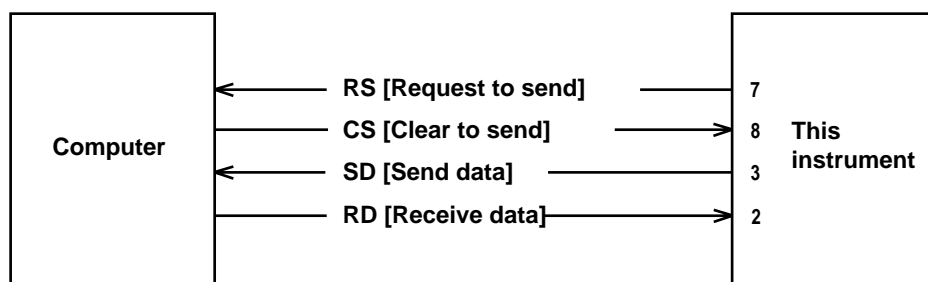 RS [Request to send] 7
Computer
CS [Clear to send] 8
This
instrument
SD [Send data] 3
RD [Receive data] 2